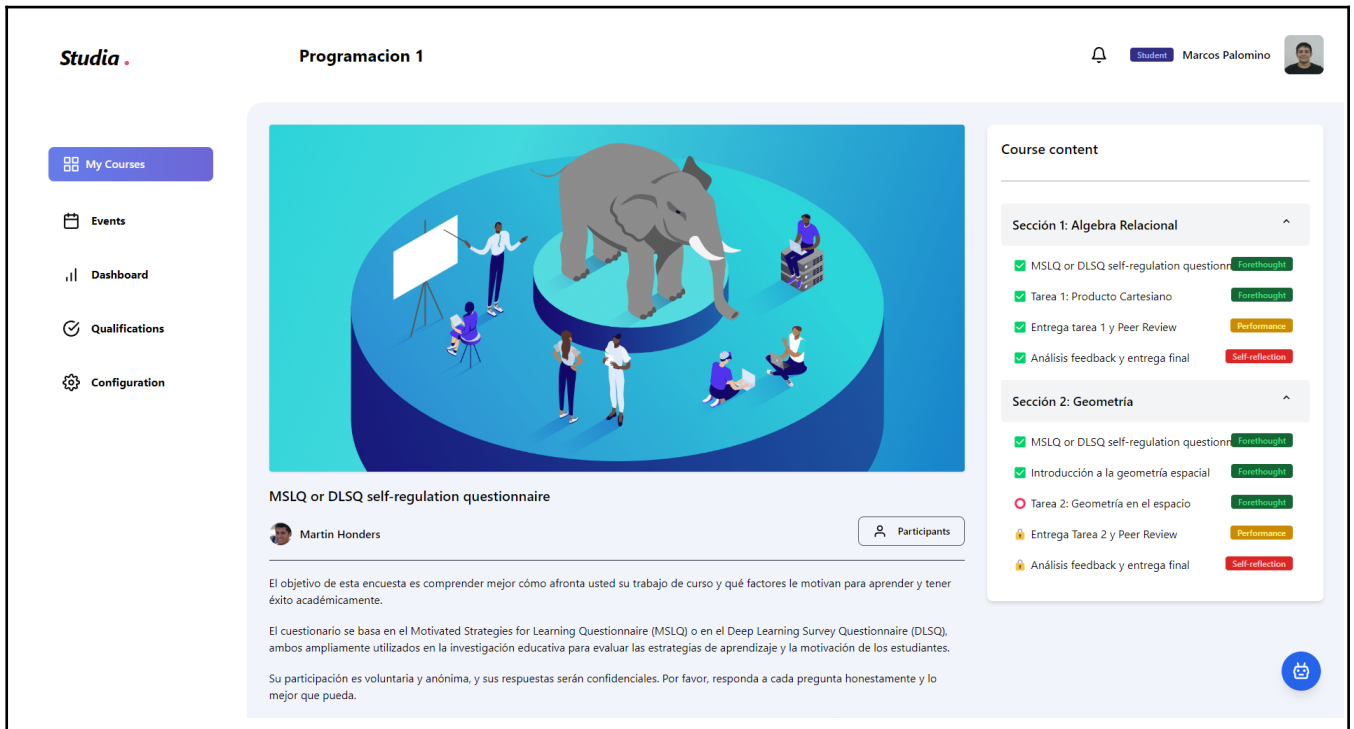 Studia .
Programacion 1
Student
Marcos Palomino
My Courses
Events
Dashboard
Qualifications
Configuration
MSLQ or DLSQ self-regulation questionnaire
Martin Honders
Participants
El objetivo de esta encuesta es comprender mejor cómo afronta usted su trabajo de curso y qué factores le motivan para aprender y tener
éxito académicamente.
El cuestionario se basa en el Motivated Strategies for Learning Questionnaire (MSLQ) o en el Deep Learning Survey Questionnaire (DLSQ),
ambos ampliamente utilizados en la investigación educativa para evaluar las estrategias de aprendizaje y la motivación de los estudiantes.
Su participación es voluntaria y anónima, y sus respuestas serán confidenciales. Por favor, responda a cada pregunta honestamente y lo
mejor que pueda.
Course content
Sección 1: Algebra Relacional
MSLQ or DLSQ self-regulation questionn Forethought
Tarea 1: Producto Cartesiano Forethought
Entrega tarea 1 y Peer Review Performance
Análisis feedback y entrega final Self-reflection
Sección 2: Geometría
MSLQ or DLSQ self-regulation questionn Forethought
Introducción a la geometría espacial Forethought
Tarea 2: Geometría en el espacio Forethought
Entrega Tarea 2 y Peer Review Performance
Análisis feedback y entrega final Self-reflection